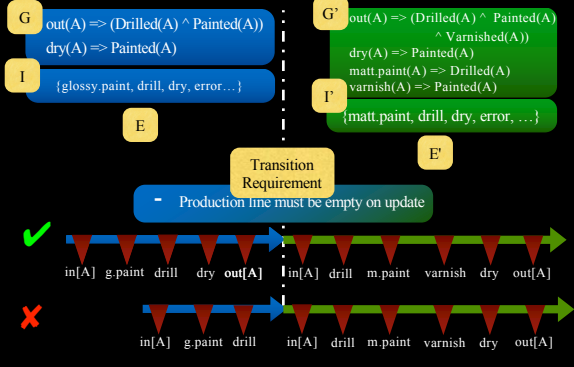 G
out(A) => (Drilled(A) ^ Painted(A))
dry(A) => Painted(A)
I
{glossy.paint, drill, dry, error…}
E
G’
out(A) => (Drilled(A) ^ Painted(A)
^ Varnished(A))
dry(A) => Painted(A)
matt.paint(A) => Drilled(A)
varnish(A) => Painted(A)
I’
{matt.paint, drill, dry, error, …}
E'
Transition
Requirement
- Production line must be empty on update
in[A] g.paint drill dry out[A] in[A] drill m.paint varnish dry out[A]
in[A] g.paint drill in[A] drill m.paint varnish dry out[A]